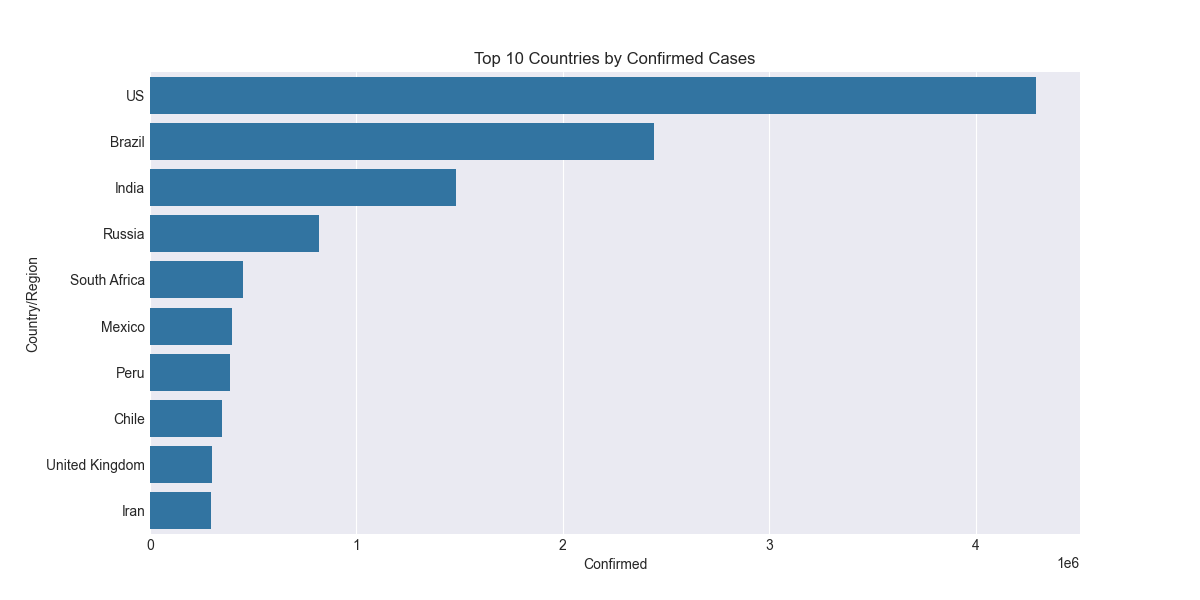 Top 10 Countries by Confirmed Cases
Country/Region
US
Brazil
India
Russia
South Africa
Mexico
Peru
Chile
United Kingdom
Iran
0 1 2 3 4
Confirmed
1e6